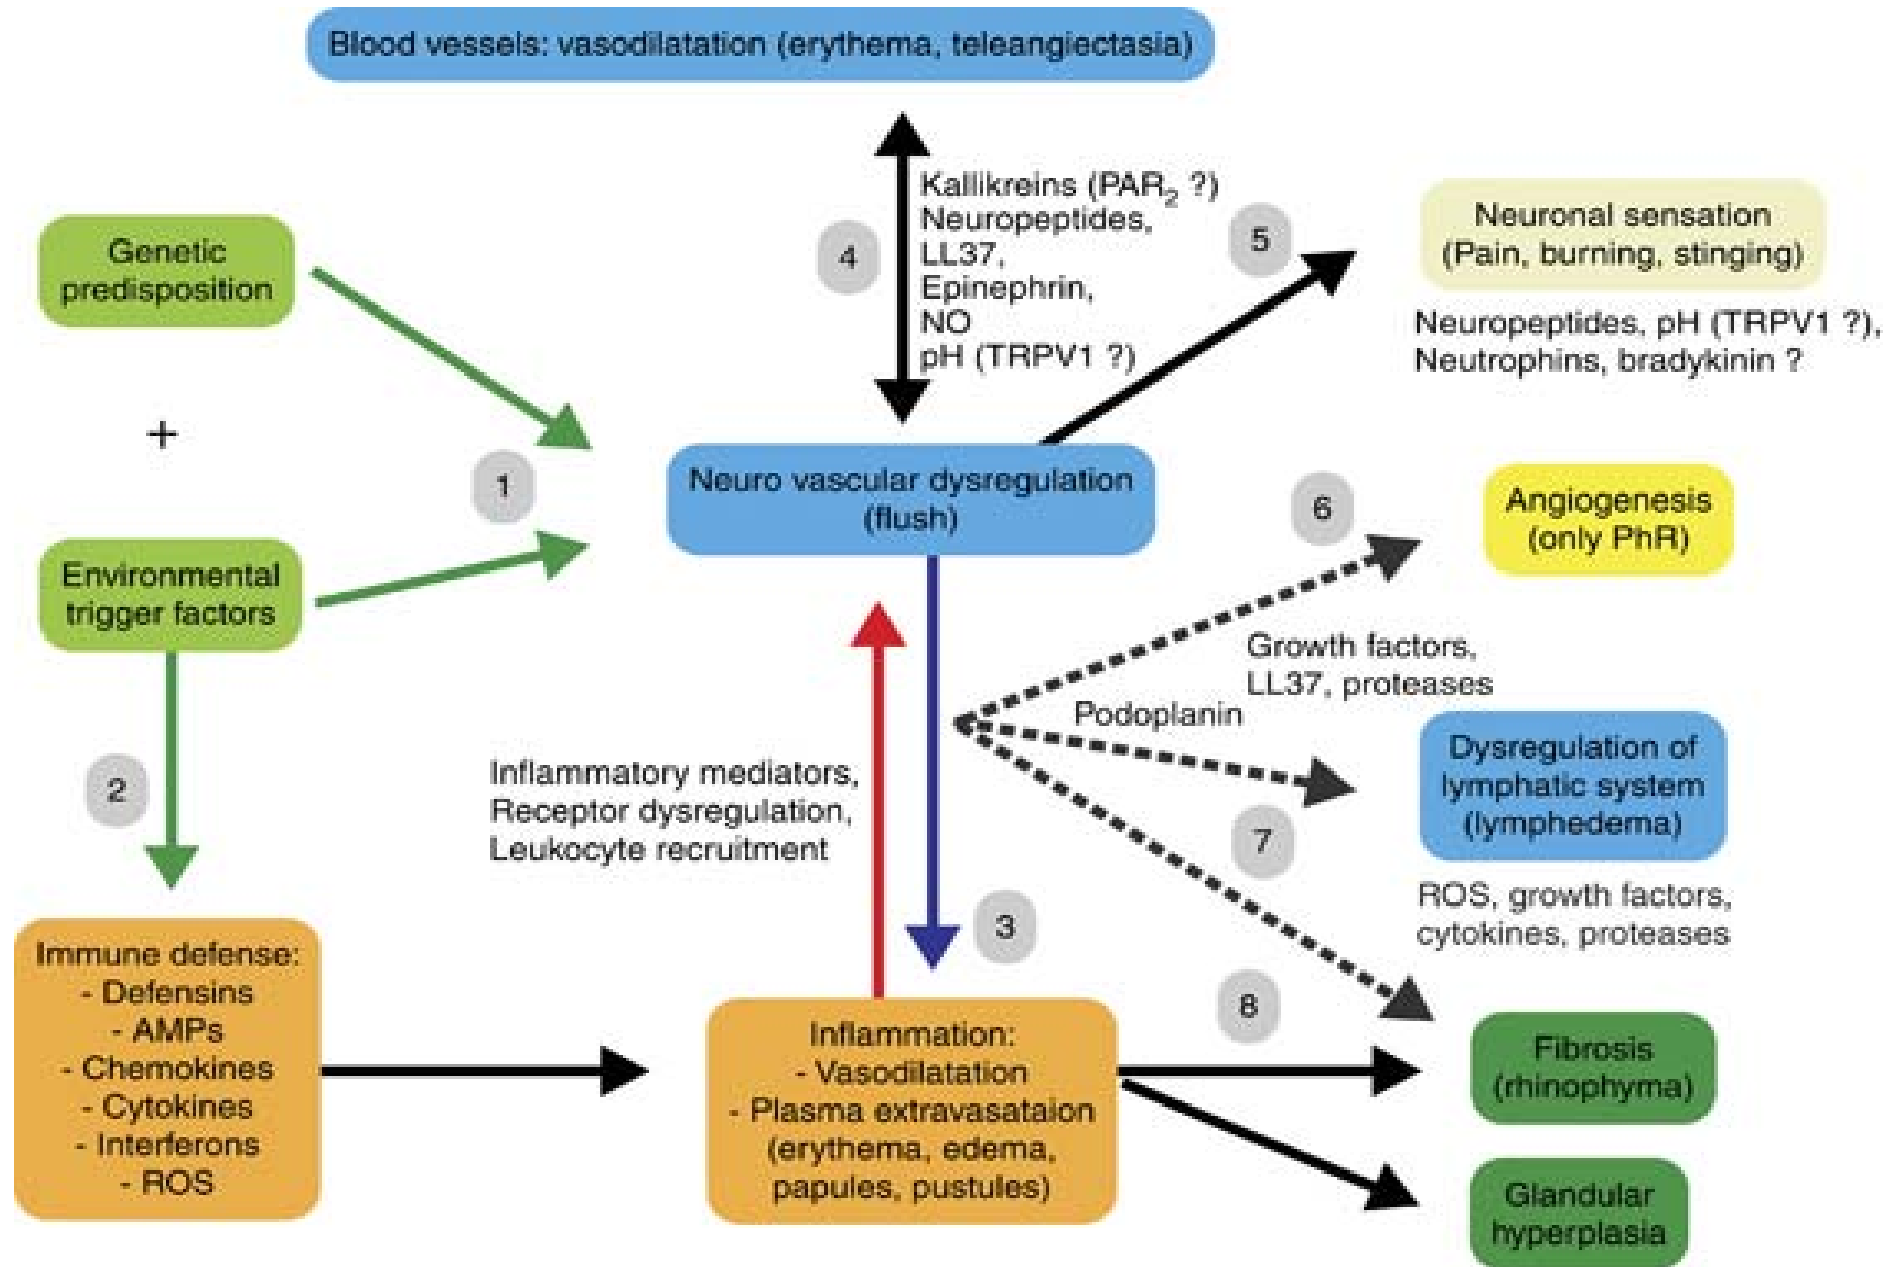 Blood vessels: vasodilatation (erythema, teleangiectasia)
Kallikreins (PAR2 ?)
Neuropeptides,
LL37,
Epinephrin,
NO
pH (TRPV1 ?)
4
5
Neuronal sensation
(Pain, burning, stinging)
Neuropeptides, pH (TRPV1 ?),
Neutrophins, bradykinin ?
Genetic
predisposition
+
1
Environmental
trigger factors
Neuro vascular dysregulation
(flush)
6
Angiogenesis
(only PhR)
Growth factors,
LL37, proteases
Podoplanin
Dysregulation of
lymphatic system
(lymphedema)
7
ROS, growth factors,
cytokines, proteases
2
Inflammatory mediators,
Receptor dysregulation,
Leukocyte recruitment
3
Immune defense:
- Defensins
- AMPs
- Chemokines
- Cytokines
- Interferons
- ROS
Inflammation:
- Vasodilatation
- Plasma extravasataion
(erythema, edema,
papules, pustules)
8
Fibrosis
(rhinophyma)
Glandular
hyperplasia